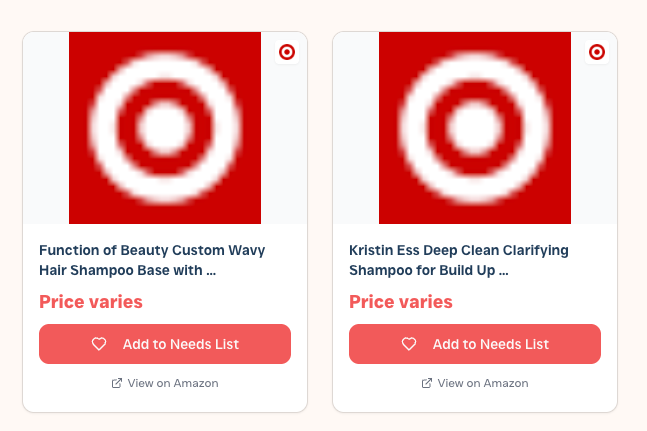 Function of Beauty Custom Wavy
Hair Shampoo Base with ...
Price varies
Add to Needs List
View on Amazon
Kristin Ess Deep Clean Clarifying
Shampoo for Build Up ...
Price varies
Add to Needs List
View on Amazon